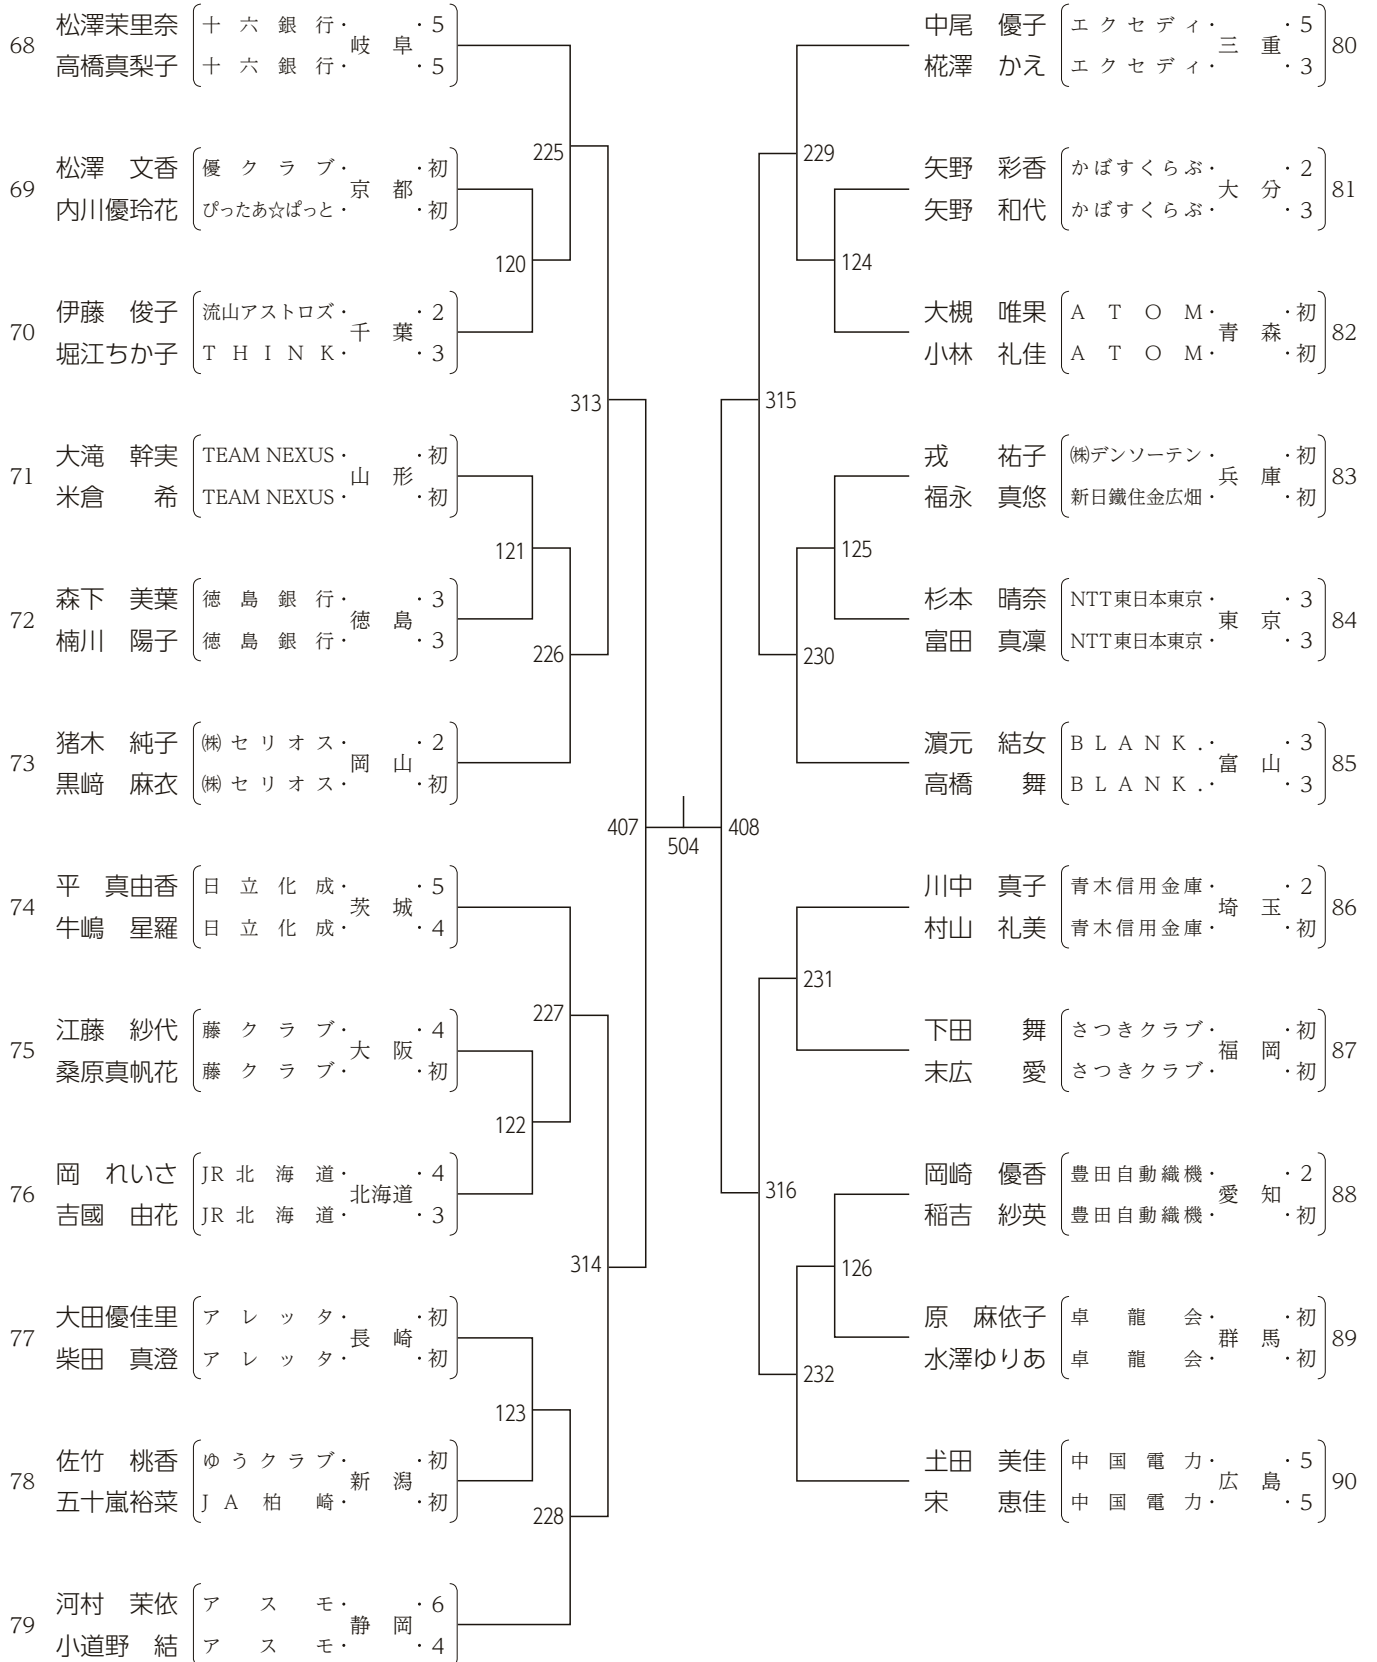 68 松澤茉里奈 十六銀行・岐阜・5
高橋真梨子 十六銀行・・5
69 松澤 文香 優クラブ・京都・初
内川優玲花 ぴったあ☆ぱっと・・初
70 伊藤 俊子 流山アストロズ・千葉・2
堀江ちか子 THINK・・3
71 大滝 幹実 TEAM NEXUS・山形・初
米倉 希 TEAM NEXUS・・初
72 森下 美葉 徳島銀行・徳島・3
楠川 陽子 徳島銀行・・3
73 猪木 純子 ㈱セリオス・岡山・2
黒﨑 麻衣 ㈱セリオス・・初
74 平 真由香 日立化成・茨城・5
牛嶋 星羅 日立化成・・4
75 江藤 紗代 藤クラブ・大阪・4
桑原真帆花 藤クラブ・・初
76 岡 れいさ JR北海道・北海道・4
吉國 由花 JR北海道・・3
77 大田優佳里 アレッタ・長崎・初
柴田 真澄 アレッタ・・初
78 佐竹 桃香 ゆうクラブ・新潟・初
五十嵐裕菜 JA柏崎・・初
79 河村 茉依 アスモ・静岡・6
小道野 結 アスモ・・4
225
120
313
121
226
407
227
122
314
123
228
504
中尾 優子 エクセディ・三重・5 80
椛澤 かえ エクセディ・・3
矢野 彩香 かぼすくらぶ・大分・2 81
矢野 和代 かぼすくらぶ・・3
大槻 唯果 ATOM・青森・初 82
小林 礼佳 ATOM・・初
戎 祐子 ㈱デンソーテン・兵庫・初 83
福永 真悠 新日鐵住金広畑・・初
杉本 晴奈 NTT東日本東京・東京・3 84
富田 真凜 NTT東日本東京・・3
濵元 結女 BLANK.・富山・3 85
高橋 舞 BLANK.・・3
川中 真子 青木信用金庫・埼玉・2 86
村山 礼美 青木信用金庫・・初
下田 舞 さつきクラブ・福岡・初 87
末広 愛 さつきクラブ・・初
岡崎 優香 豊田自動織機・愛知・2 88
稲吉 紗英 豊田自動織機・・初
原 麻依子 卓龍会・群馬・初 89
水澤ゆりあ 卓龍会・・初
土田 美佳 中国電力・広島・5 90
宋 恵佳 中国電力・・5
229
124
315
125
230
408
231
316
126
232